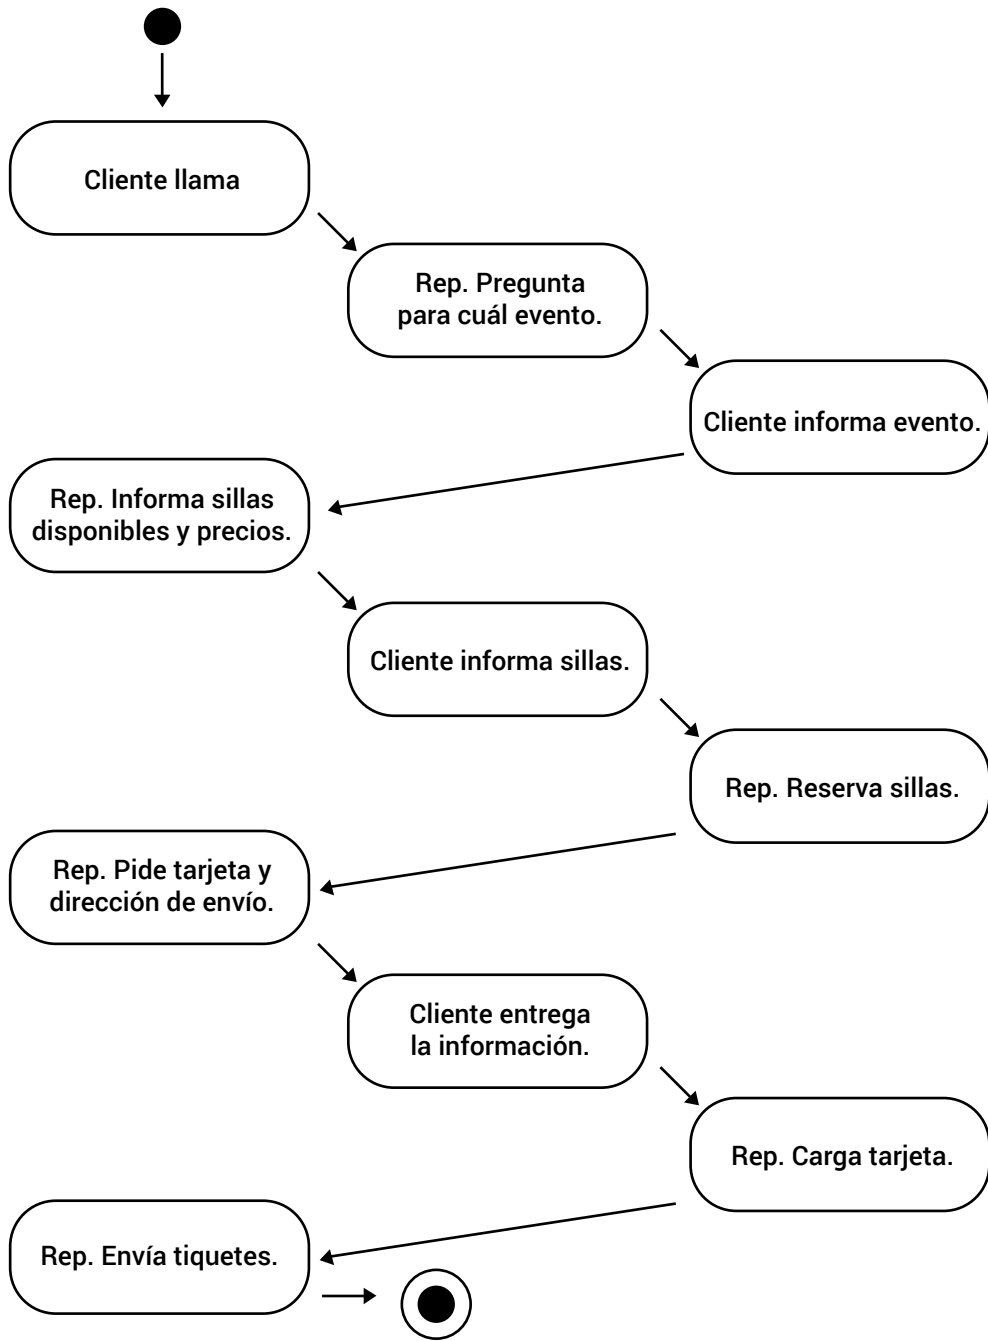 Cliente llama
Rep. Pregunta
para cuál evento.
Cliente informa evento.
Rep. Informa sillas
disponibles y precios.
Cliente informa sillas.
Rep. Reserva sillas.
Rep. Pide tarjeta y
dirección de envío.
Cliente entrega
la información.
Rep. Carga tarjeta.
Rep. Envía tiquetes.